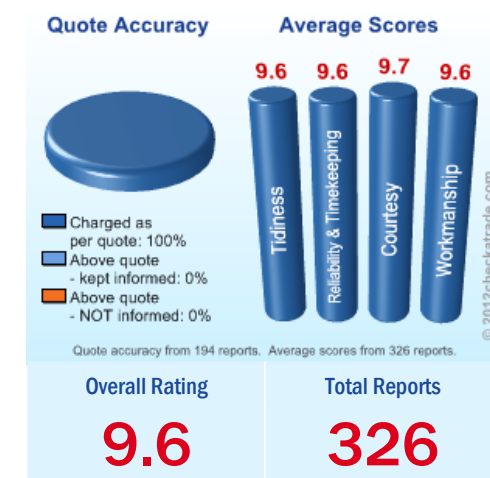 Quote Accuracy
Average Scores
9.6 9.6 9.7 9.6
Tidiness
Reliability & Timekeeping
Courtesy
Workmanship
Charged as
per quote: 100%
Above quote
- kept informed: 0%
Above quote
- NOT informed: 0%
© 2012checkatrade.com
Quote accuracy from 194 reports. Average scores from 326 reports.
Overall Rating
9.6
Total Reports
326